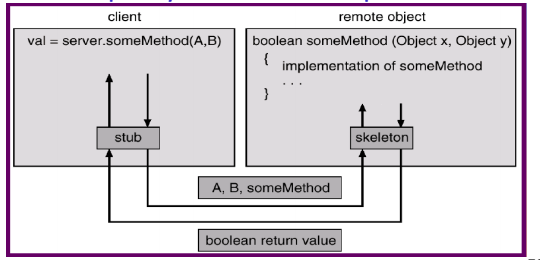 client
remote object
val = server.someMethod(A,B)
boolean someMethod (Object x, Object y)
{
implementation of someMethod
. . .
}
stub
skeleton
A, B, someMethod
boolean return value